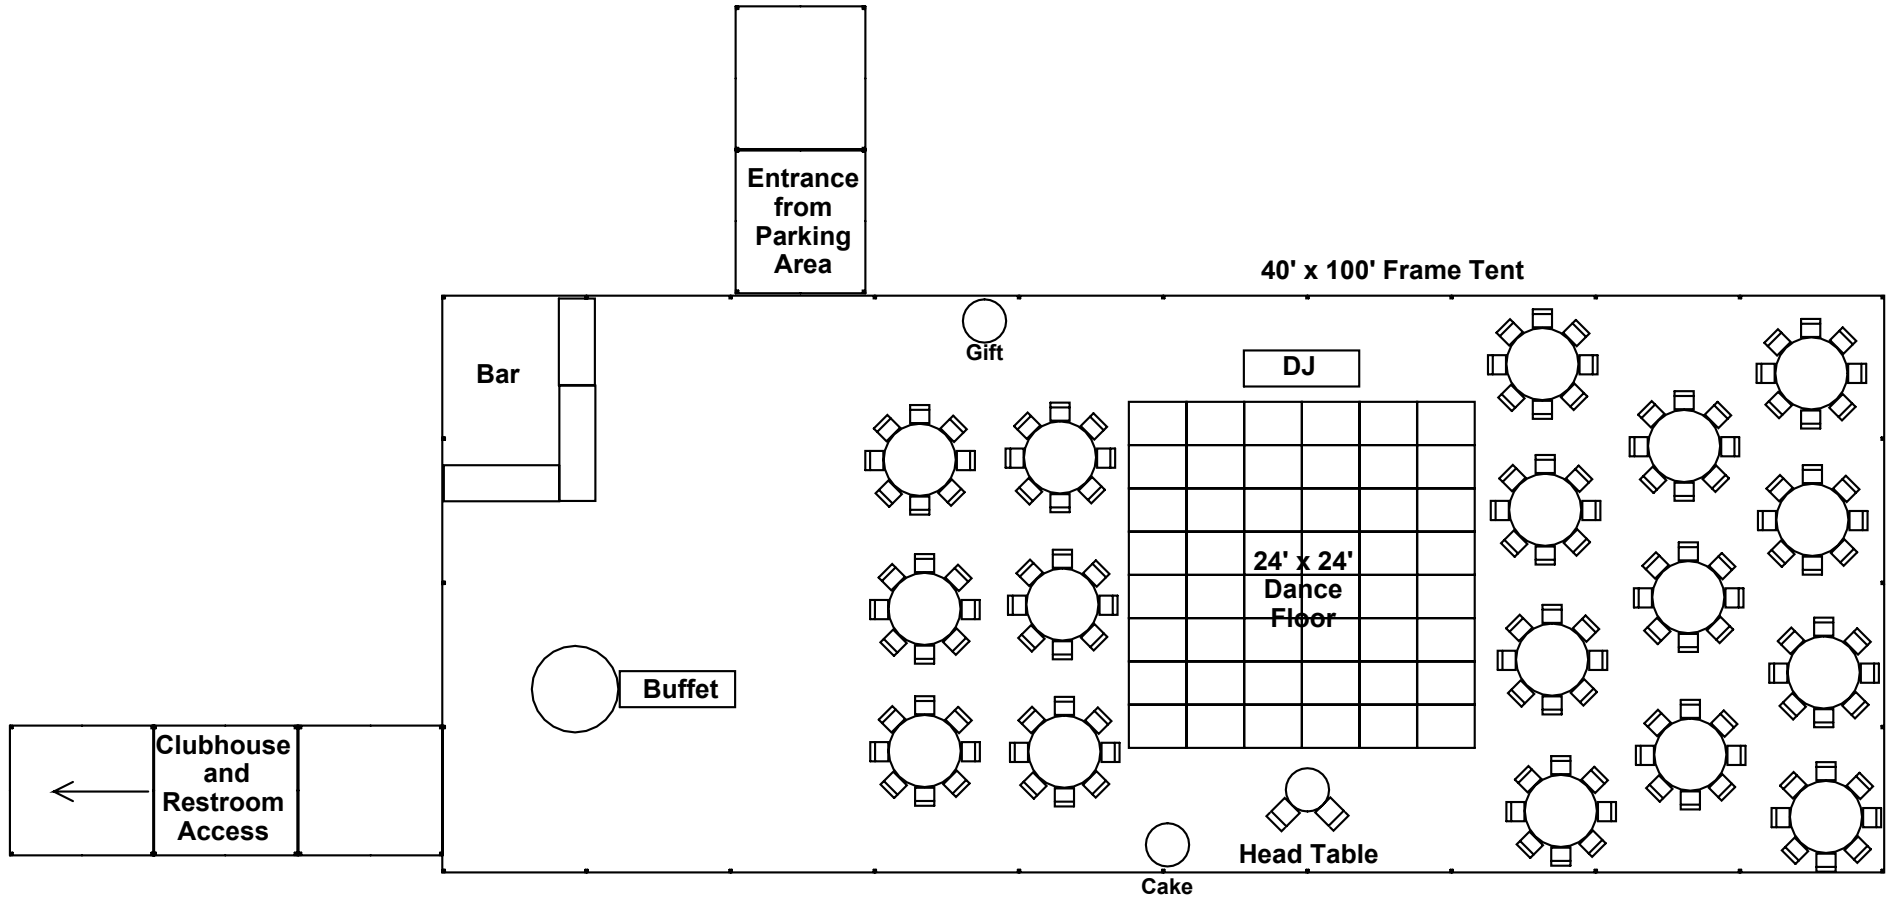 Entrance
from
Parking
Area
40' x 100' Frame Tent
Gift
DJ
Bar
24' x 24'
Dance
Floor
Buffet
Clubhouse
and
Restroom
Access
Head Table
Cake